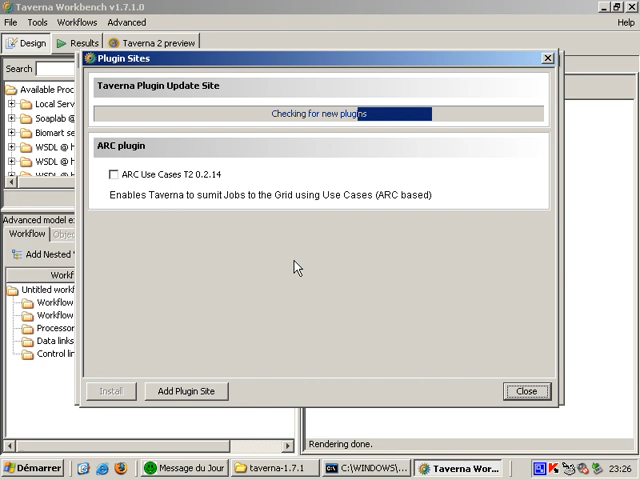 Taverna Workbench v1.7.1.0
File Tools Workflows Advanced Help
Design Results Taverna 2 preview
Search
Plugin Sites
Taverna Plugin Update Site
Checking for new plugins
ARC plugin
ARC Use Cases T2 0.2.14
Enables Taverna to sumit Jobs to the Grid using Use Cases (ARC based)
Install Add Plugin Site Close
Available Proc
Local Serv
Soaplab @
Biomart se
WSDL @ h
WSDL @ h
WSDL @ h
Advanced model ex
Workflow Objec
Add Nested
Workf
Untitled workf
Workflow
Workflow
Processor
Data links
Control lin
Rendering done.
Démarrer Message du Jour taverna-1.7.1 C:\WINDOWS\... Taverna Wor... 23:26